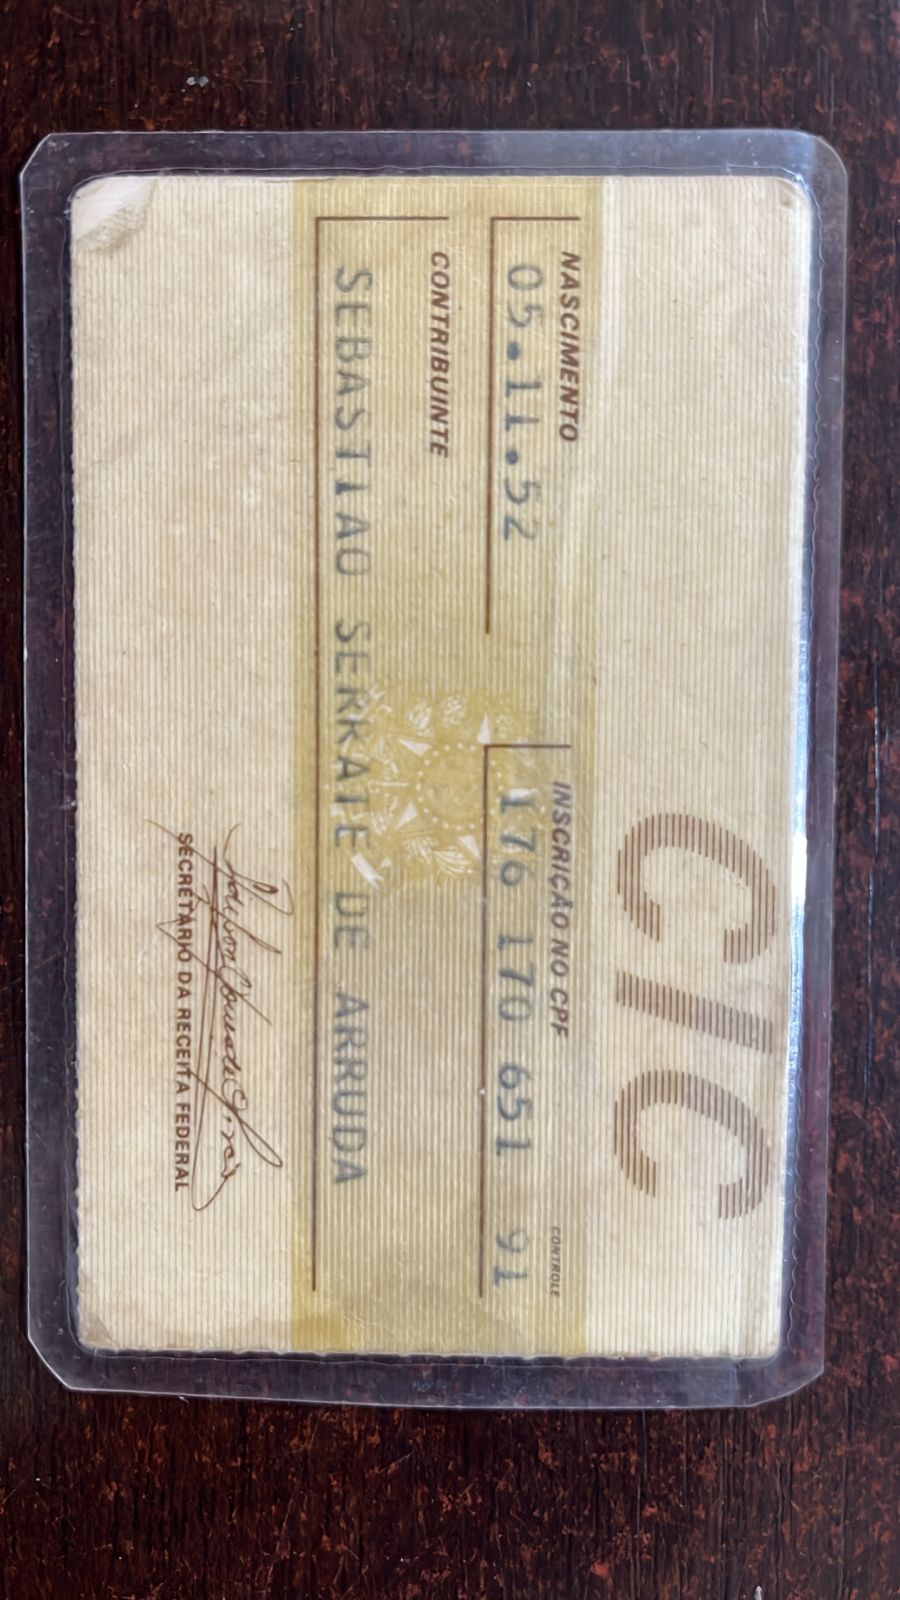 CIC
NASCIMENTO
05.11.52
INSCRIÇÃO NO CPF
CONTROLE
176 170 651 91
CONTRIBUINTE
SEBASTIAO SERRATE DE ARRUDA
SECRETÁRIO DA RECEITA FEDERAL